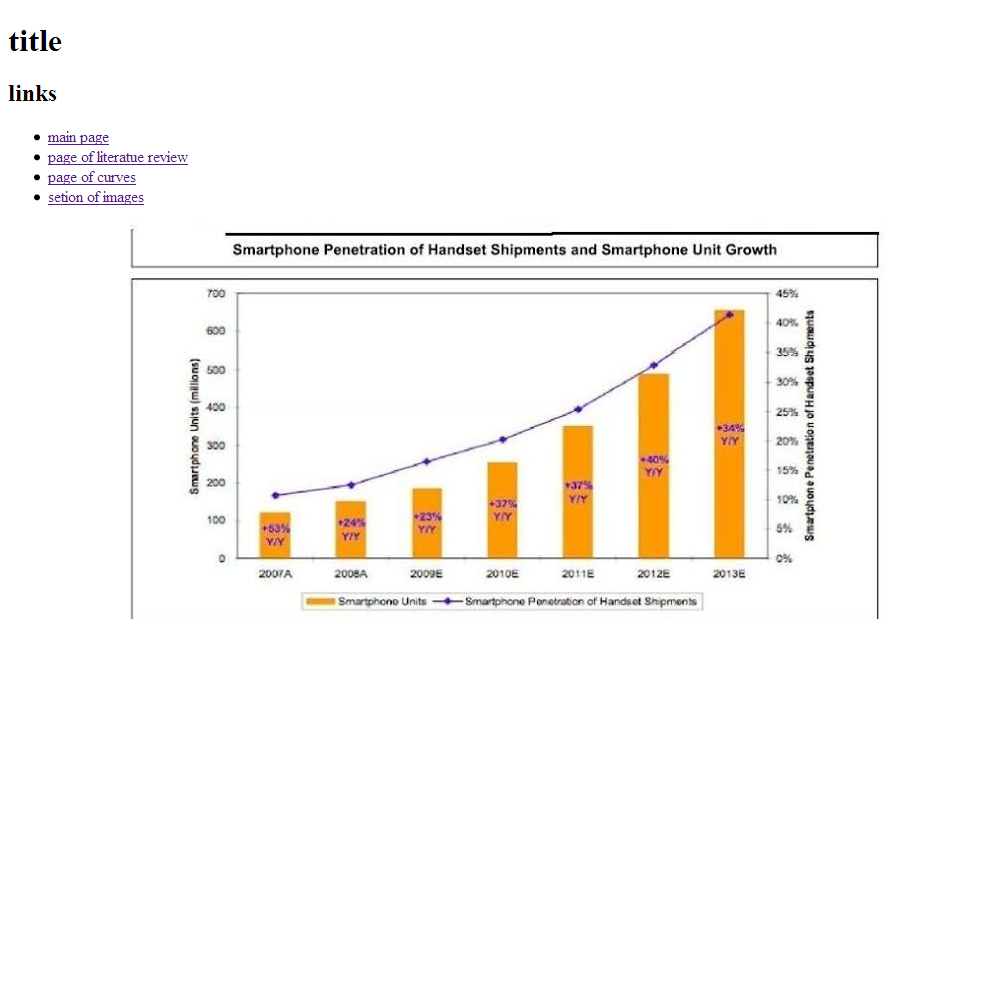 title
links
main page
page of literatue review
page of curves
setion of images
Smartphone Penetration of Handset Shipments and Smartphone Unit Growth
Smartphone Units (millions)
700
600
500
400
300
200
100
0
+53%
Y/Y
+24%
Y/Y
+23%
Y/Y
+37%
Y/Y
+37%
Y/Y
+40%
Y/Y
+34%
Y/Y
45%
40%
35%
30%
25%
20%
15%
10%
5%
0%
Smartphone Penetration of Handset Shipments
2007A 2008A 2009E 2010E 2011E 2012E 2013E
Smartphone Units Smartphone Penetration of Handset Shipments